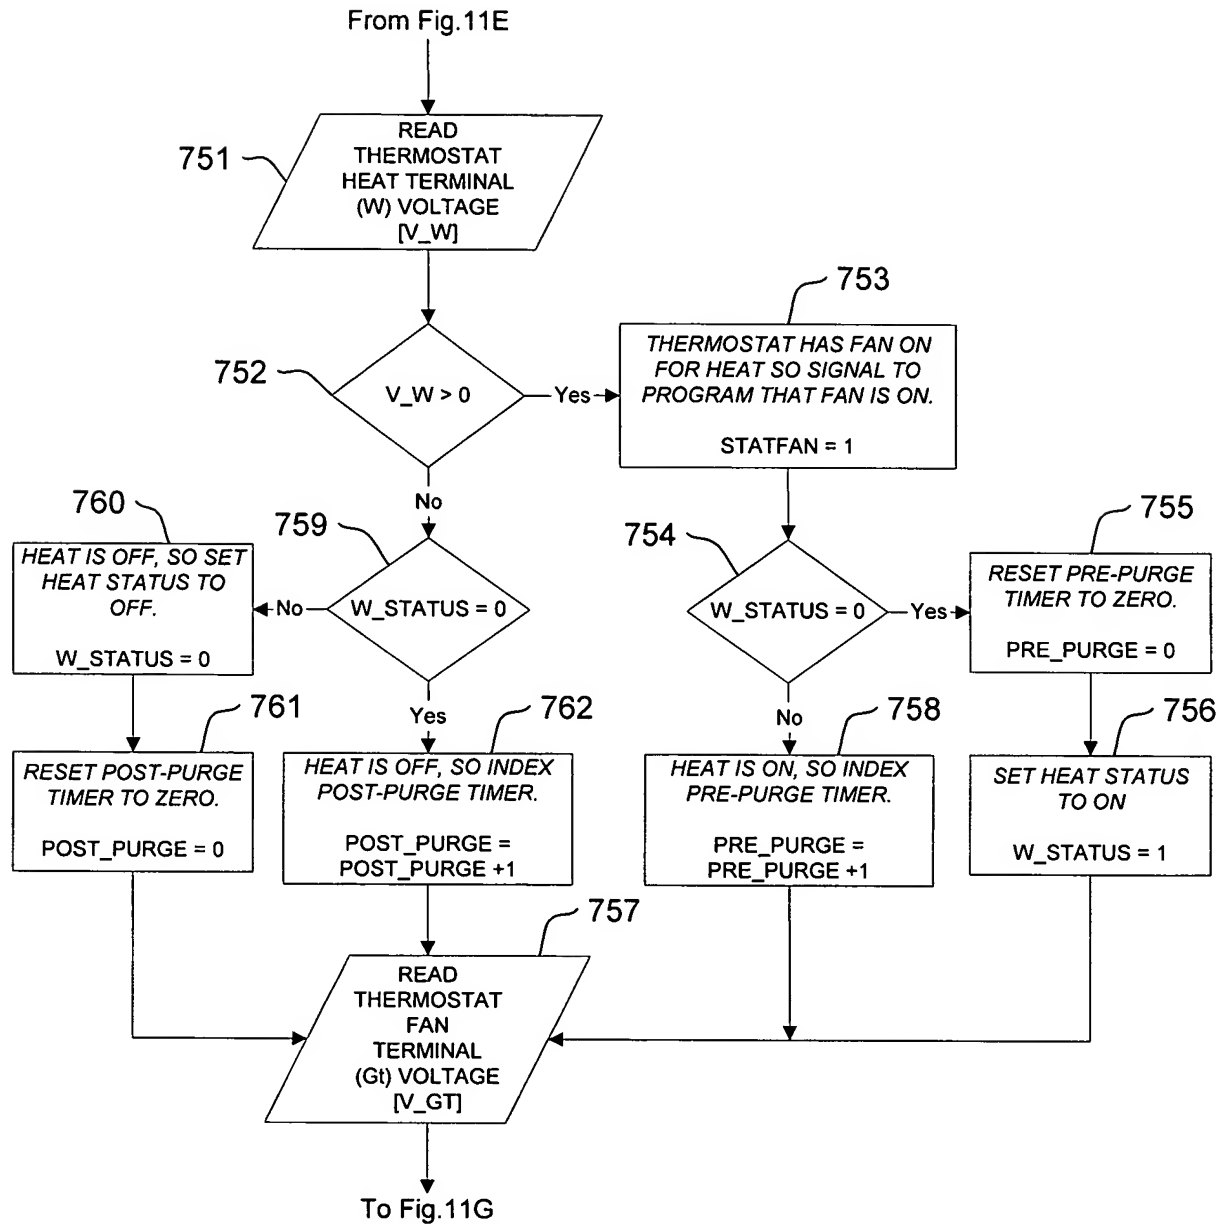 From Fig.11E
751
READ
THERMOSTAT
HEAT TERMINAL
(W) VOLTAGE
[V_W]
752
V_W > 0
Yes
753
THERMOSTAT HAS FAN ON
FOR HEAT SO SIGNAL TO
PROGRAM THAT FAN IS ON.
STATFAN = 1
No
760
HEAT IS OFF, SO SET
HEAT STATUS TO
OFF.
W_STATUS = 0
No
759
W_STATUS = 0
754
W_STATUS = 0
Yes
755
RESET PRE-PURGE
TIMER TO ZERO.
PRE_PURGE = 0
Yes
No
761
RESET POST-PURGE
TIMER TO ZERO.
POST_PURGE = 0
762
HEAT IS OFF, SO INDEX
POST-PURGE TIMER.
POST_PURGE =
POST_PURGE +1
758
HEAT IS ON, SO INDEX
PRE-PURGE TIMER.
PRE_PURGE =
PRE_PURGE +1
756
SET HEAT STATUS
TO ON
W_STATUS = 1
757
READ
THERMOSTAT
FAN
TERMINAL
(Gt) VOLTAGE
[V_GT]
To Fig.11G